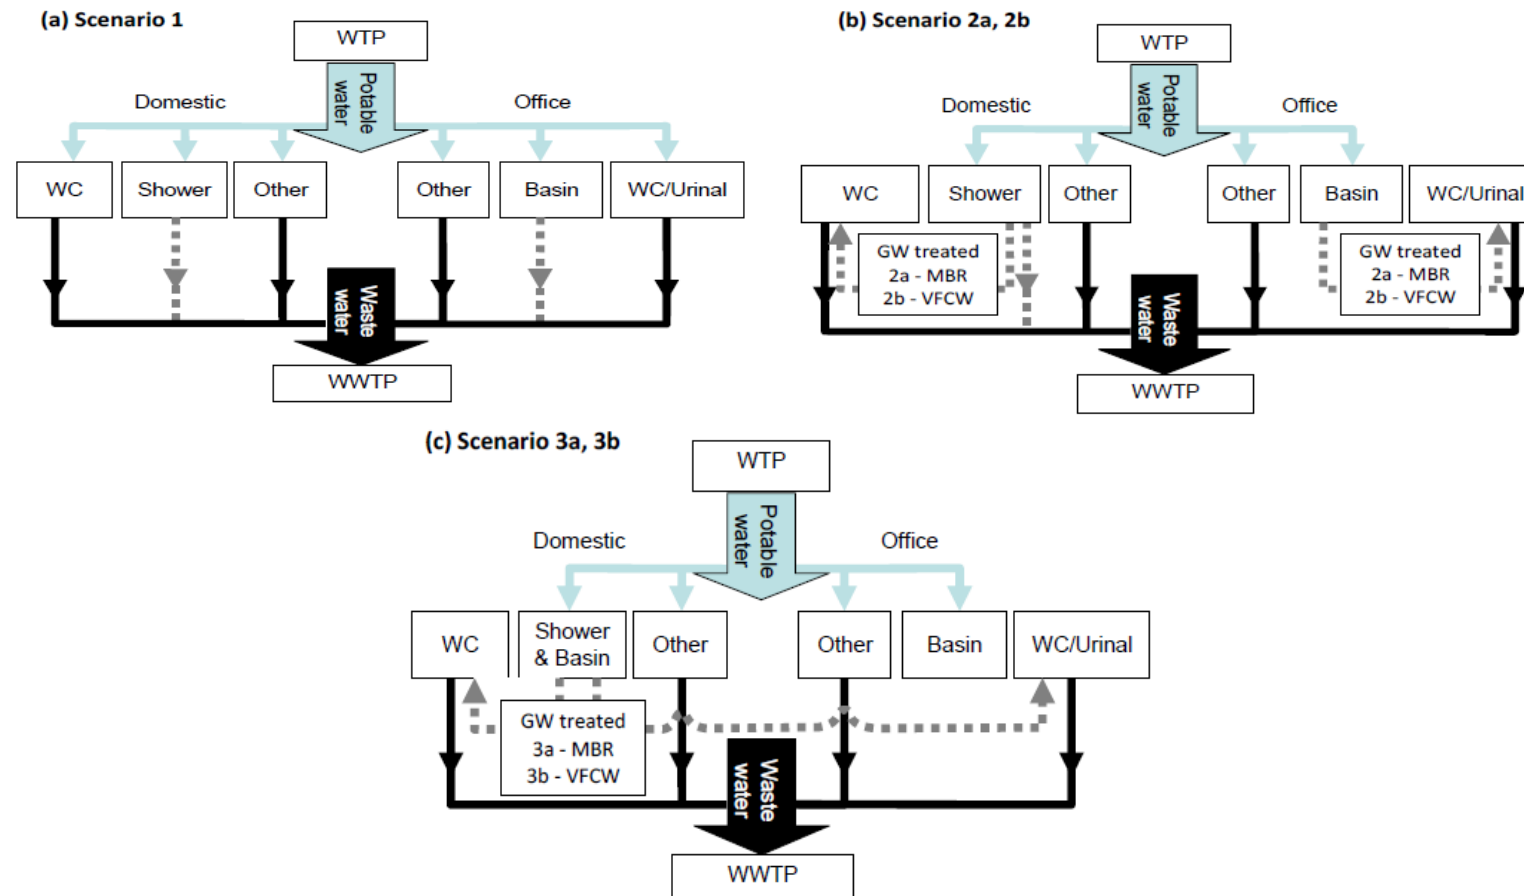 (a) Scenario 1
WTP
Potable
water
Domestic
Office
WC
Shower
Other
Other
Basin
WC/Urinal
Waste
water
WWTP
(b) Scenario 2a, 2b
WTP
Potable
water
Domestic
Office
WC
Shower
Other
Other
Basin
WC/Urinal
GW treated
2a - MBR
2b - VFCW
GW treated
2a - MBR
2b - VFCW
Waste
water
WWTP
(c) Scenario 3a, 3b
WTP
Potable
water
Domestic
Office
WC
Shower
& Basin
Other
Other
Basin
WC/Urinal
GW treated
3a - MBR
3b - VFCW
Waste
water
WWTP